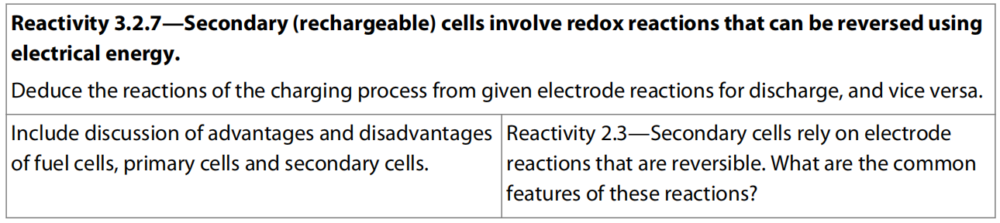 Reactivity 3.2.7—Secondary (rechargeable) cells involve redox reactions that can be reversed using
electrical energy.
Deduce the reactions of the charging process from given electrode reactions for discharge, and vice versa.
Include discussion of advantages and disadvantages
of fuel cells, primary cells and secondary cells.
Reactivity 2.3—Secondary cells rely on electrode
reactions that are reversible. What are the common
features of these reactions?